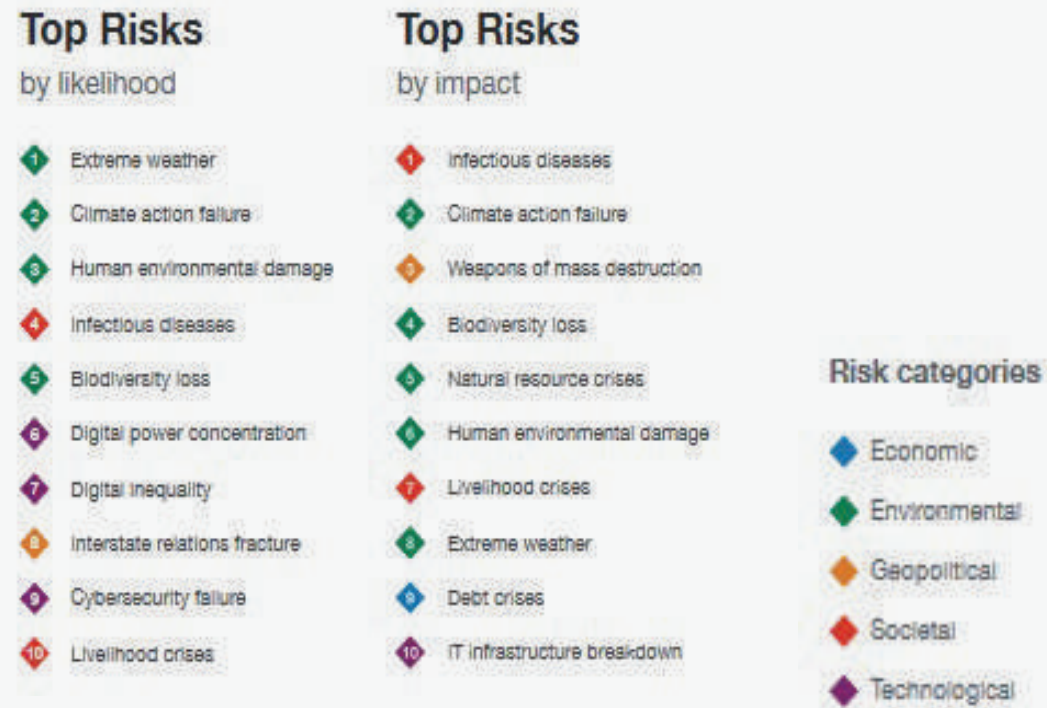 Top Risks
by likelihood
1 Extreme weather
2 Climate action failure
3 Human environmental damage
4 Infectious diseases
5 Biodiversity loss
6 Digital power concentration
7 Digital inequality
8 Interstate relations fracture
9 Cybersecurity failure
10 Livelihood crises
Top Risks
by impact
1 Infectious diseases
2 Climate action failure
3 Weapons of mass destruction
4 Biodiversity loss
5 Natural resource crises
6 Human environmental damage
7 Livelihood crises
8 Extreme weather
9 Debt crises
10 IT infrastructure breakdown
Risk categories
Economic
Environmental
Geopolitical
Societal
Technological